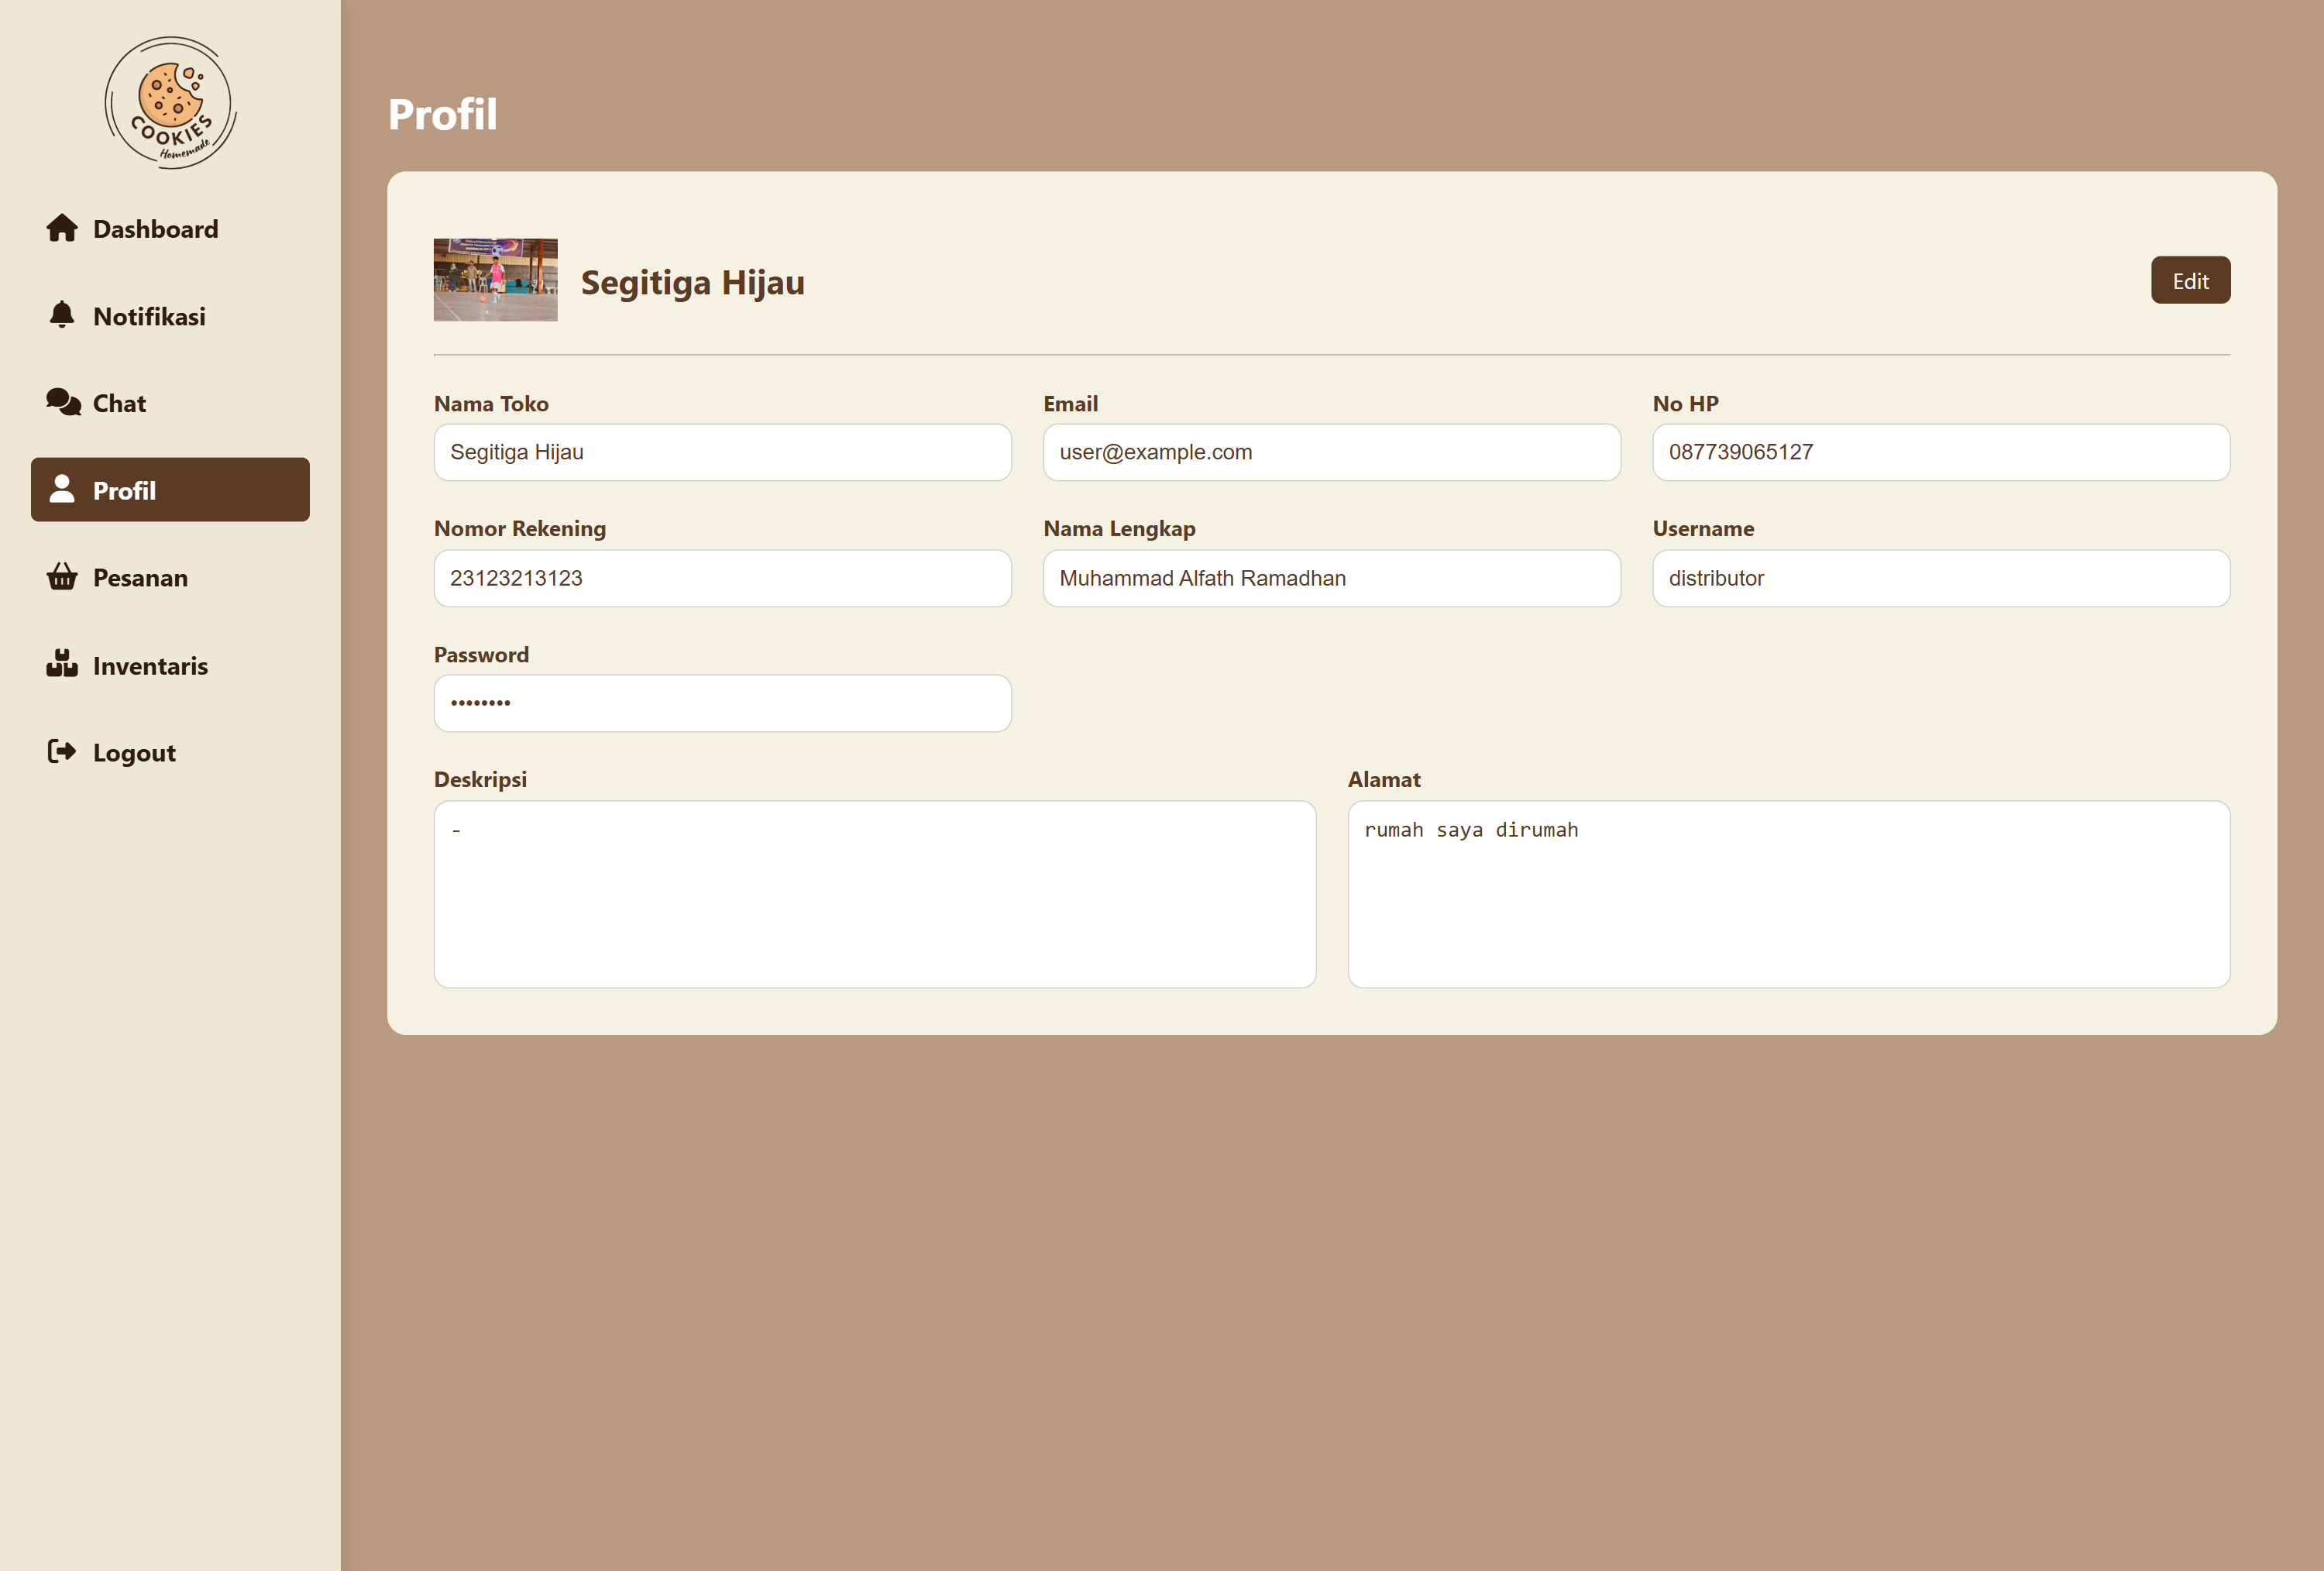 COOKIES
Homemade
Dashboard
Notifikasi
Chat
Profil
Pesanan
Inventaris
Logout
Profil
Segitiga Hijau
Edit
Nama Toko
Email
No HP
Segitiga Hijau
user@example.com
087739065127
Nomor Rekening
Nama Lengkap
Username
23123213123
Muhammad Alfath Ramadhan
distributor
Password
••••••••
Deskripsi
Alamat
-
rumah saya dirumah